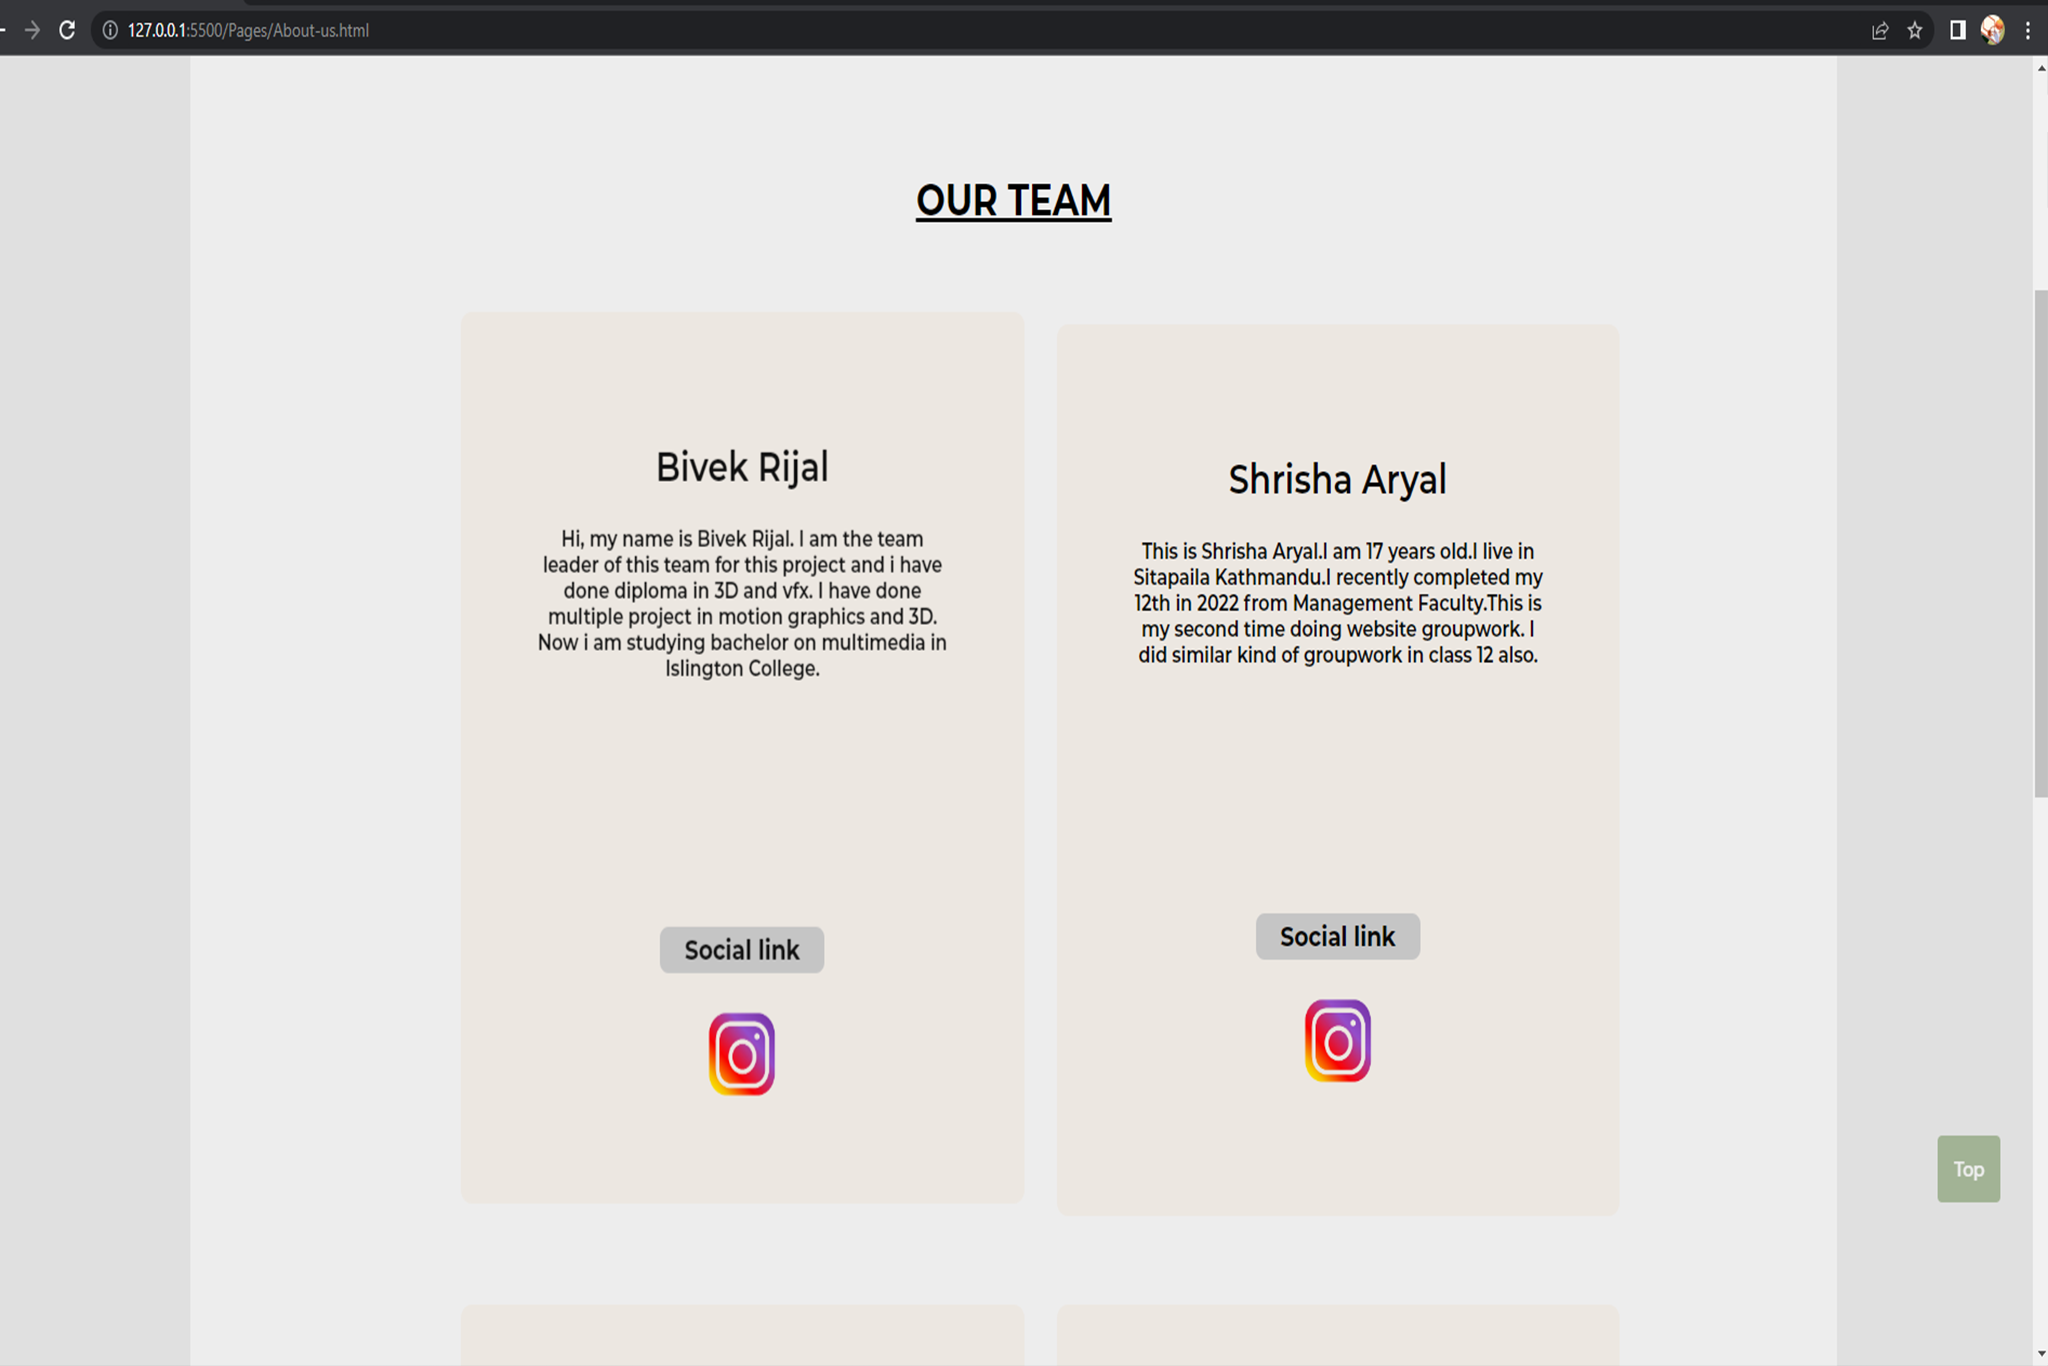 127.0.0.1:5500/Pages/About-us.html
OUR TEAM
Bivek Rijal
Hi, my name is Bivek Rijal. I am the team
leader of this team for this project and i have
done diploma in 3D and vfx. I have done
multiple project in motion graphics and 3D.
Now i am studying bachelor on multimedia in
Islington College.
Social link
Shrisha Aryal
This is Shrisha Aryal.I am 17 years old.I live in
Sitapaila Kathmandu.I recently completed my
12th in 2022 from Management Faculty.This is
my second time doing website groupwork. I
did similar kind of groupwork in class 12 also.
Social link
Top